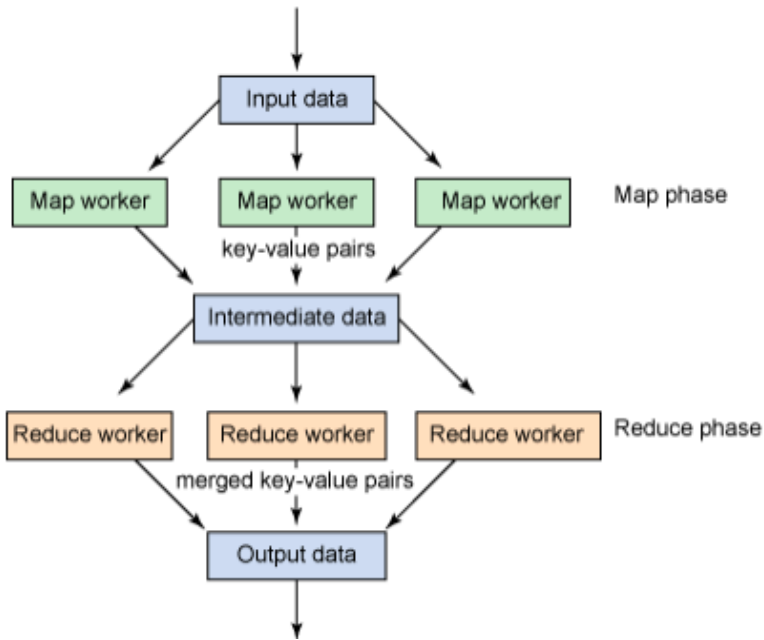 Input data
Map worker
Map worker
Map worker
Map phase
key-value pairs
Intermediate data
Reduce worker
Reduce worker
Reduce worker
Reduce phase
merged key-value pairs
Output data